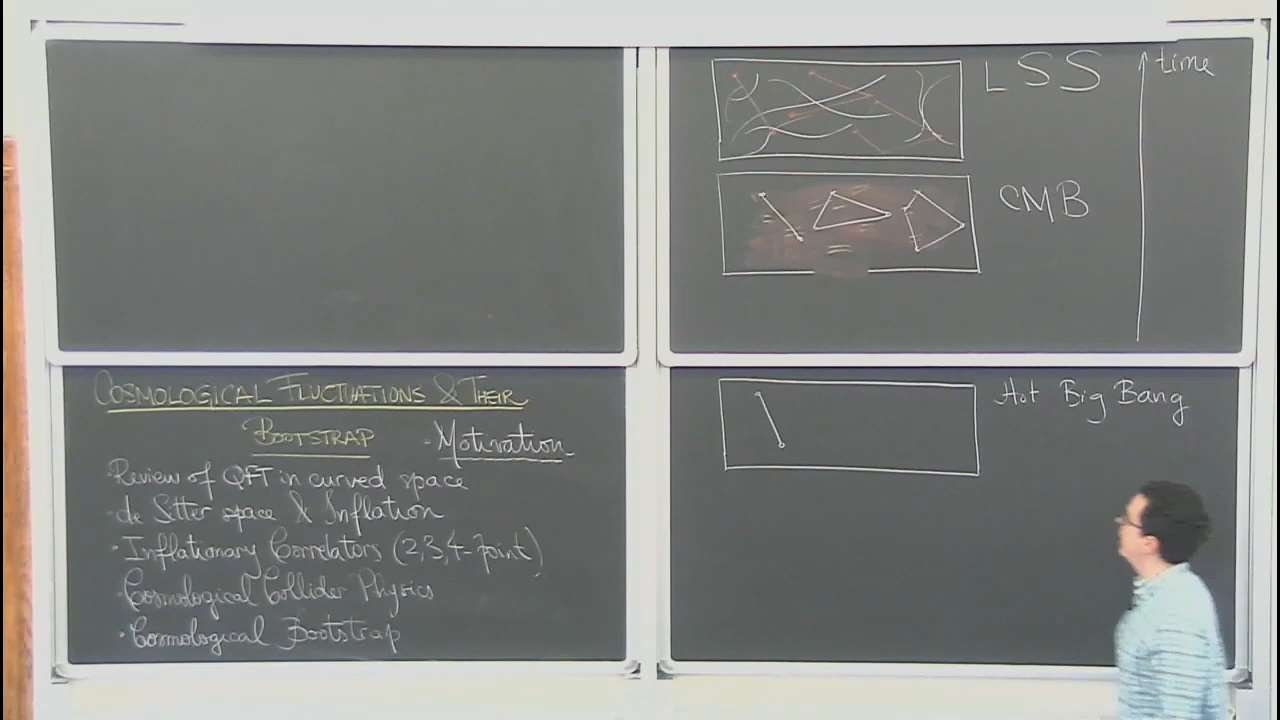 COSMOLOGICAL FLUCTUATIONS & THEIR
BOOTSTRAP - Motivation
· Review of QFT in curved space
· de Sitter space & Inflation
· Inflationary Correlators (2,3,4-point)
· Cosmological Collider Physics
· Cosmological Bootstrap
LSS
time
CMB
Hot Big Bang